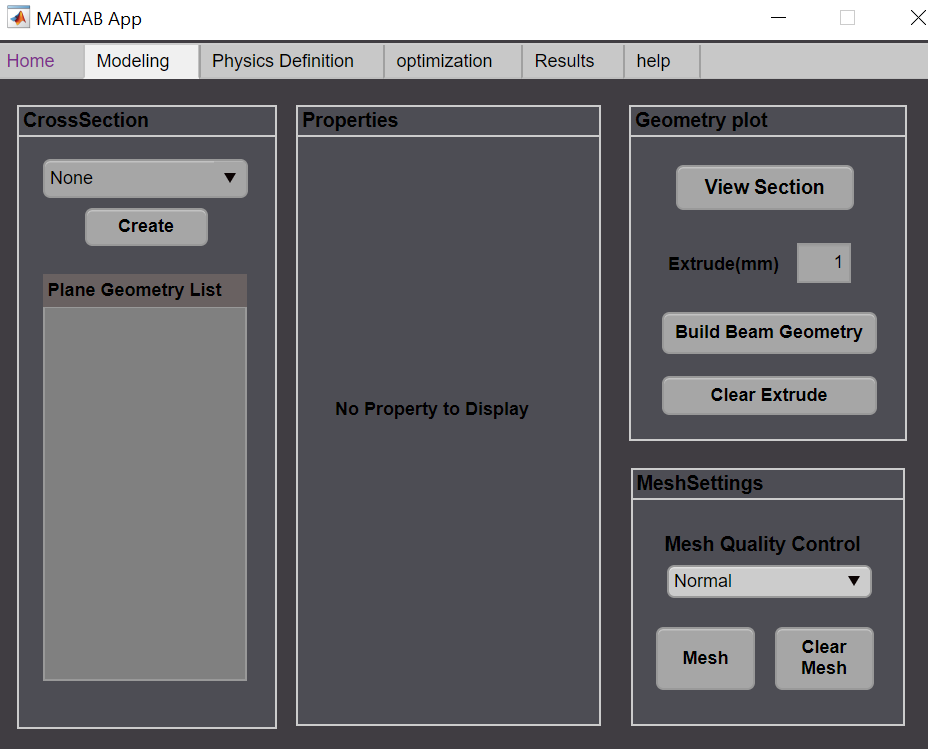 MATLAB App
Home Modeling Physics Definition optimization Results help
CrossSection
None
Create
Plane Geometry List
Properties
No Property to Display
Geometry plot
View Section
Extrude(mm) 1
Build Beam Geometry
Clear Extrude
MeshSettings
Mesh Quality Control
Normal
Mesh
Clear
Mesh